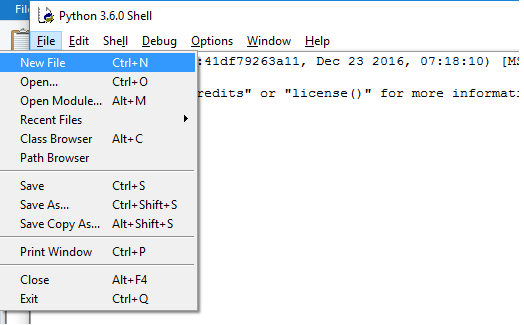 3.6.
Python 3.6.0 Shell
File Edit Shell Debug Options Window Help
:41df79263a11, Dec 23 2016, 07:18:10) [MS
redits" or "license()" for more informati
New File Ctrl+N
Open... Ctrl+O
Open Module... Alt+M
Recent Files
Class Browser Alt+C
Path Browser
Save Ctrl+S
Save As... Ctrl+Shift+S
Save Copy As... Alt+Shift+S
Print Window Ctrl+P
Close Alt+F4
Exit Ctrl+Q